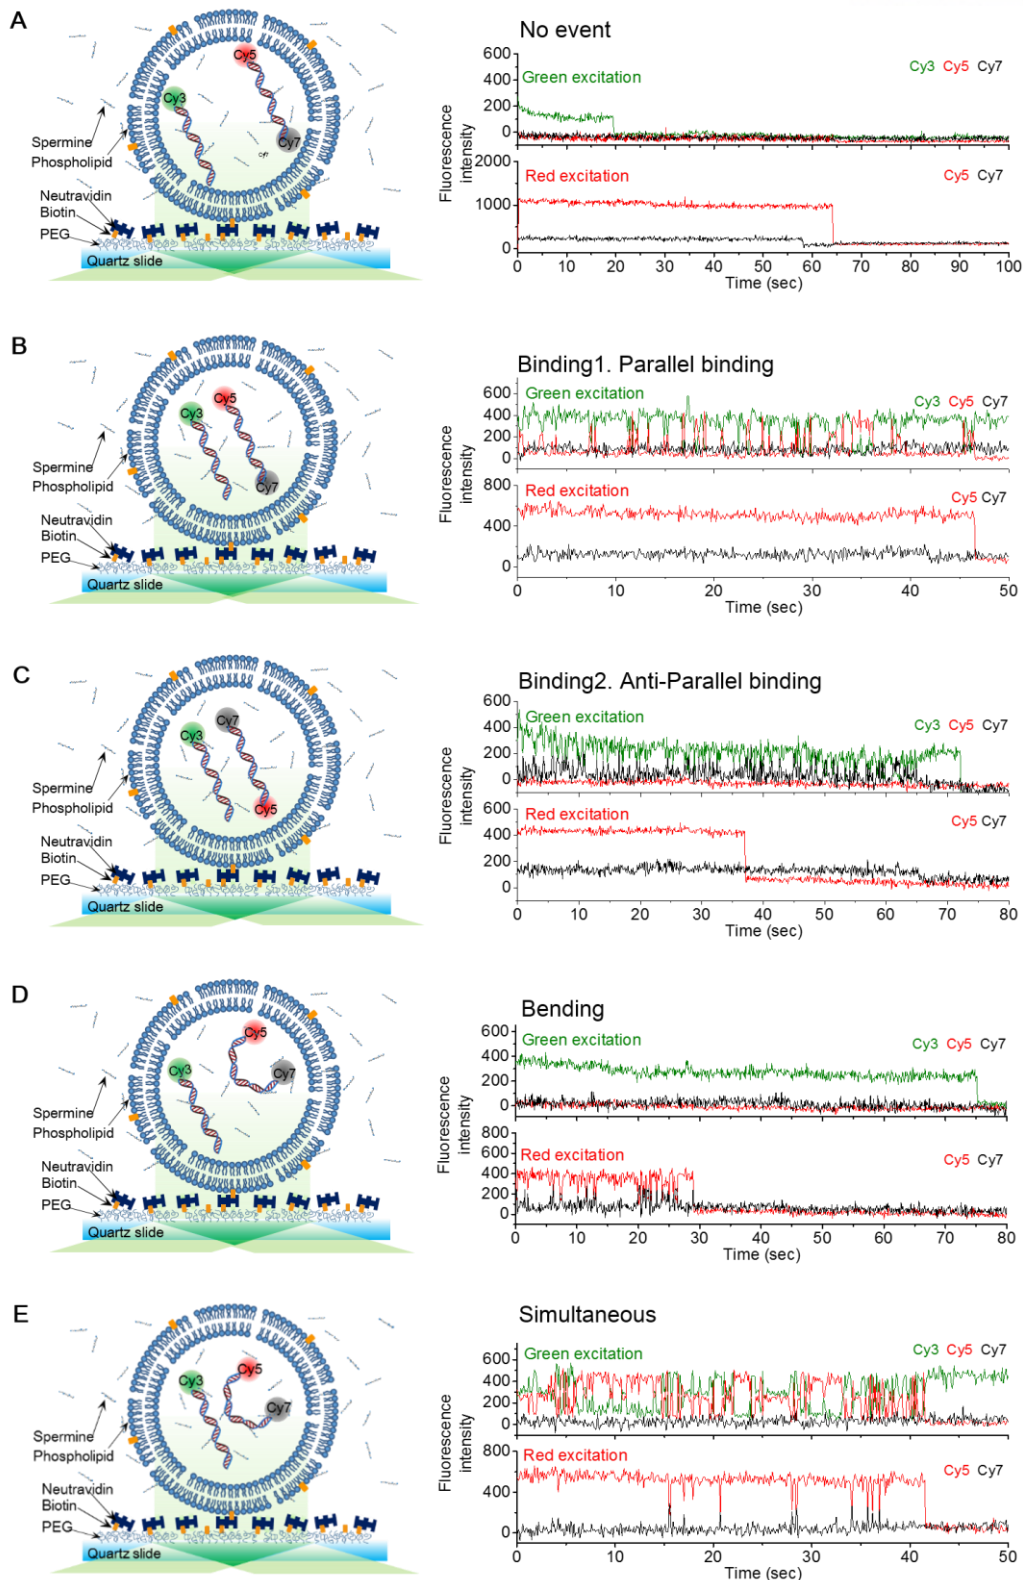 A
Cy5
Cy3
Cy7
Spermine
Phospholipid
Neutravidin
Biotin
PEG
Quartz slide
No event
Green excitation
Cy3 Cy5 Cy7
600
400
200
0
Fluorescence
intensity
Red excitation
Cy5 Cy7
2000
1000
0
0 10 20 30 40 50 60 70 80 90 100
Time (sec)
B
Cy5
Cy3
Cy7
Spermine
Phospholipid
Neutravidin
Biotin
PEG
Quartz slide
Binding1. Parallel binding
Green excitation
Cy3 Cy5 Cy7
600
400
200
0
Fluorescence
intensity
Red excitation
Cy5 Cy7
800
400
0
0 10 20 30 40 50
Time (sec)
C
Cy7
Cy3
Cy5
Spermine
Phospholipid
Neutravidin
Biotin
PEG
Quartz slide
Binding2. Anti-Parallel binding
Green excitation
Cy3 Cy5 Cy7
600
400
200
0
Fluorescence
intensity
Red excitation
Cy5 Cy7
600
400
200
0
0 10 20 30 40 50 60 70 80
Time (sec)
D
Cy5
Cy3
Cy7
Spermine
Phospholipid
Neutravidin
Biotin
PEG
Quartz slide
Bending
Green excitation
Cy3 Cy5 Cy7
600
400
200
0
Fluorescence
intensity
Red excitation
Cy5 Cy7
800
600
400
200
0
0 10 20 30 40 50 60 70 80
Time (sec)
E
Cy5
Cy3
Cy7
Spermine
Phospholipid
Neutravidin
Biotin
PEG
Quartz slide
Simultaneous
Green excitation
Cy3 Cy5 Cy7
600
400
200
0
Fluorescence
intensity
Red excitation
Cy5 Cy7
800
400
0
0 10 20 30 40 50
Time (sec)